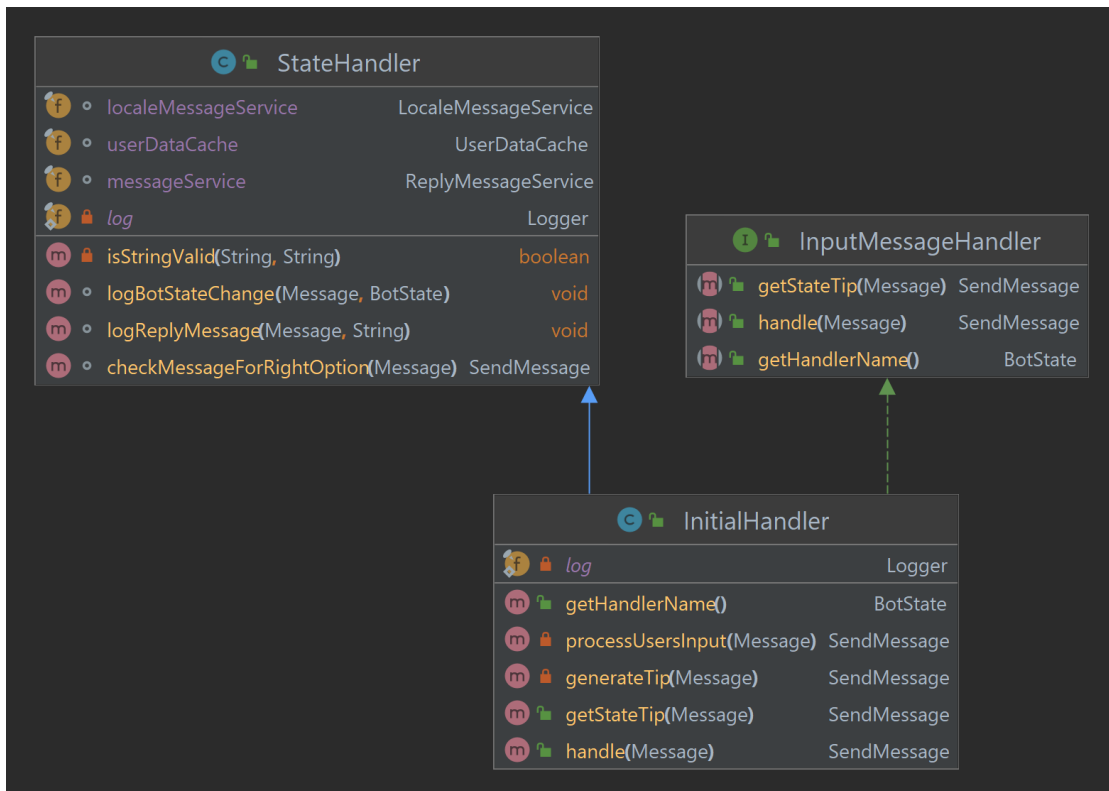 StateHandler
localeMessageService LocaleMessageService
userDataCache UserDataCache
messageService ReplyMessageService
log Logger
isStringValid(String, String) boolean
logBotStateChange(Message, BotState) void
logReplyMessage(Message, String) void
checkMessageForRightOption(Message) SendMessage
InputMessageHandler
getStateTip(Message) SendMessage
handle(Message) SendMessage
getHandlerName() BotState
InitialHandler
log Logger
getHandlerName() BotState
processUsersInput(Message) SendMessage
generateTip(Message) SendMessage
getStateTip(Message) SendMessage
handle(Message) SendMessage